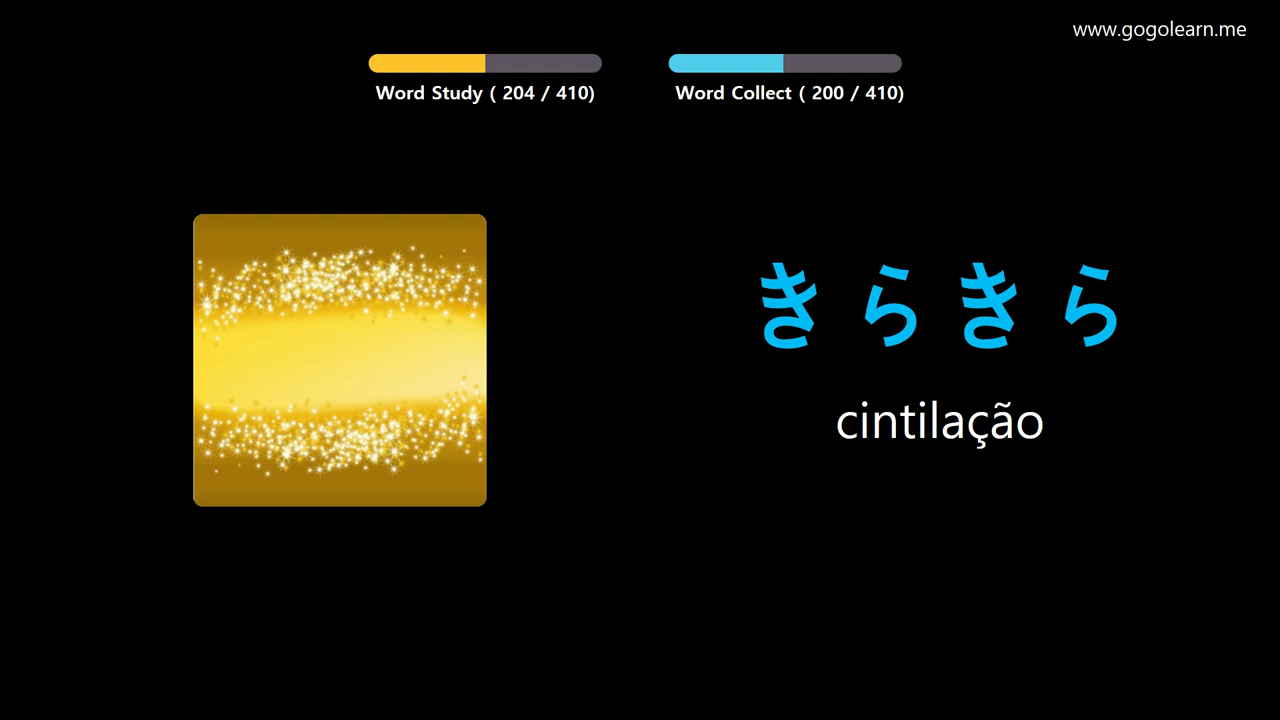 www.gogolearn.me
Word Study ( 204 / 410)
Word Collect ( 200 / 410)
きらきら
cintilação